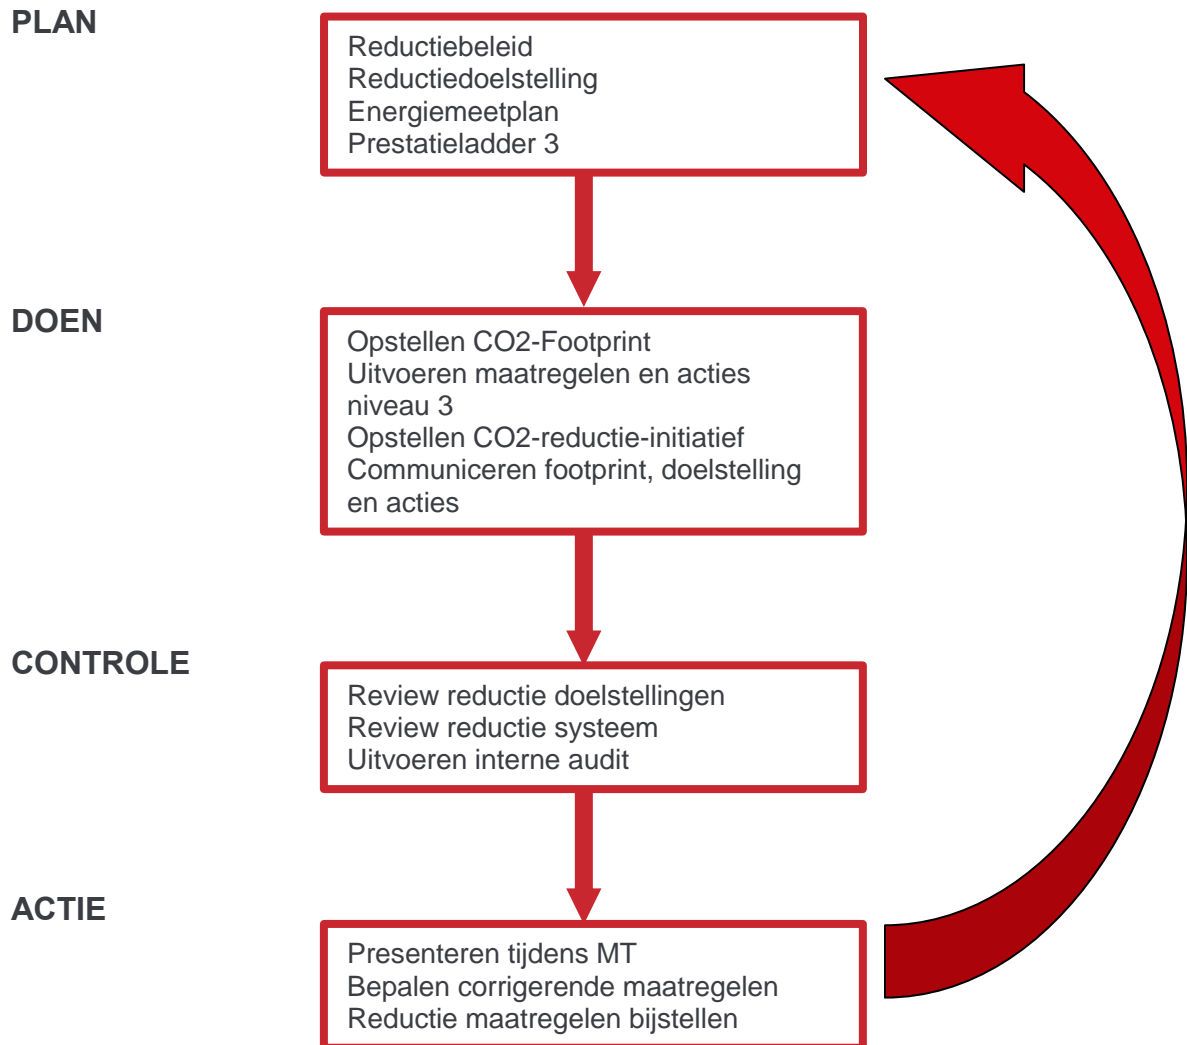 PLAN
Reductiebeleid
Reductiedoelstelling
Energiemeetplan
Prestatieladder 3
DOEN
Opstellen CO2-Footprint
Uitvoeren maatregelen en acties
niveau 3
Opstellen CO2-reductie-initiatief
Communiceren footprint, doelstelling
en acties
CONTROLE
Review reductie doelstellingen
Review reductie systeem
Uitvoeren interne audit
ACTIE
Presenteren tijdens MT
Bepalen corrigerende maatregelen
Reductie maatregelen bijstellen